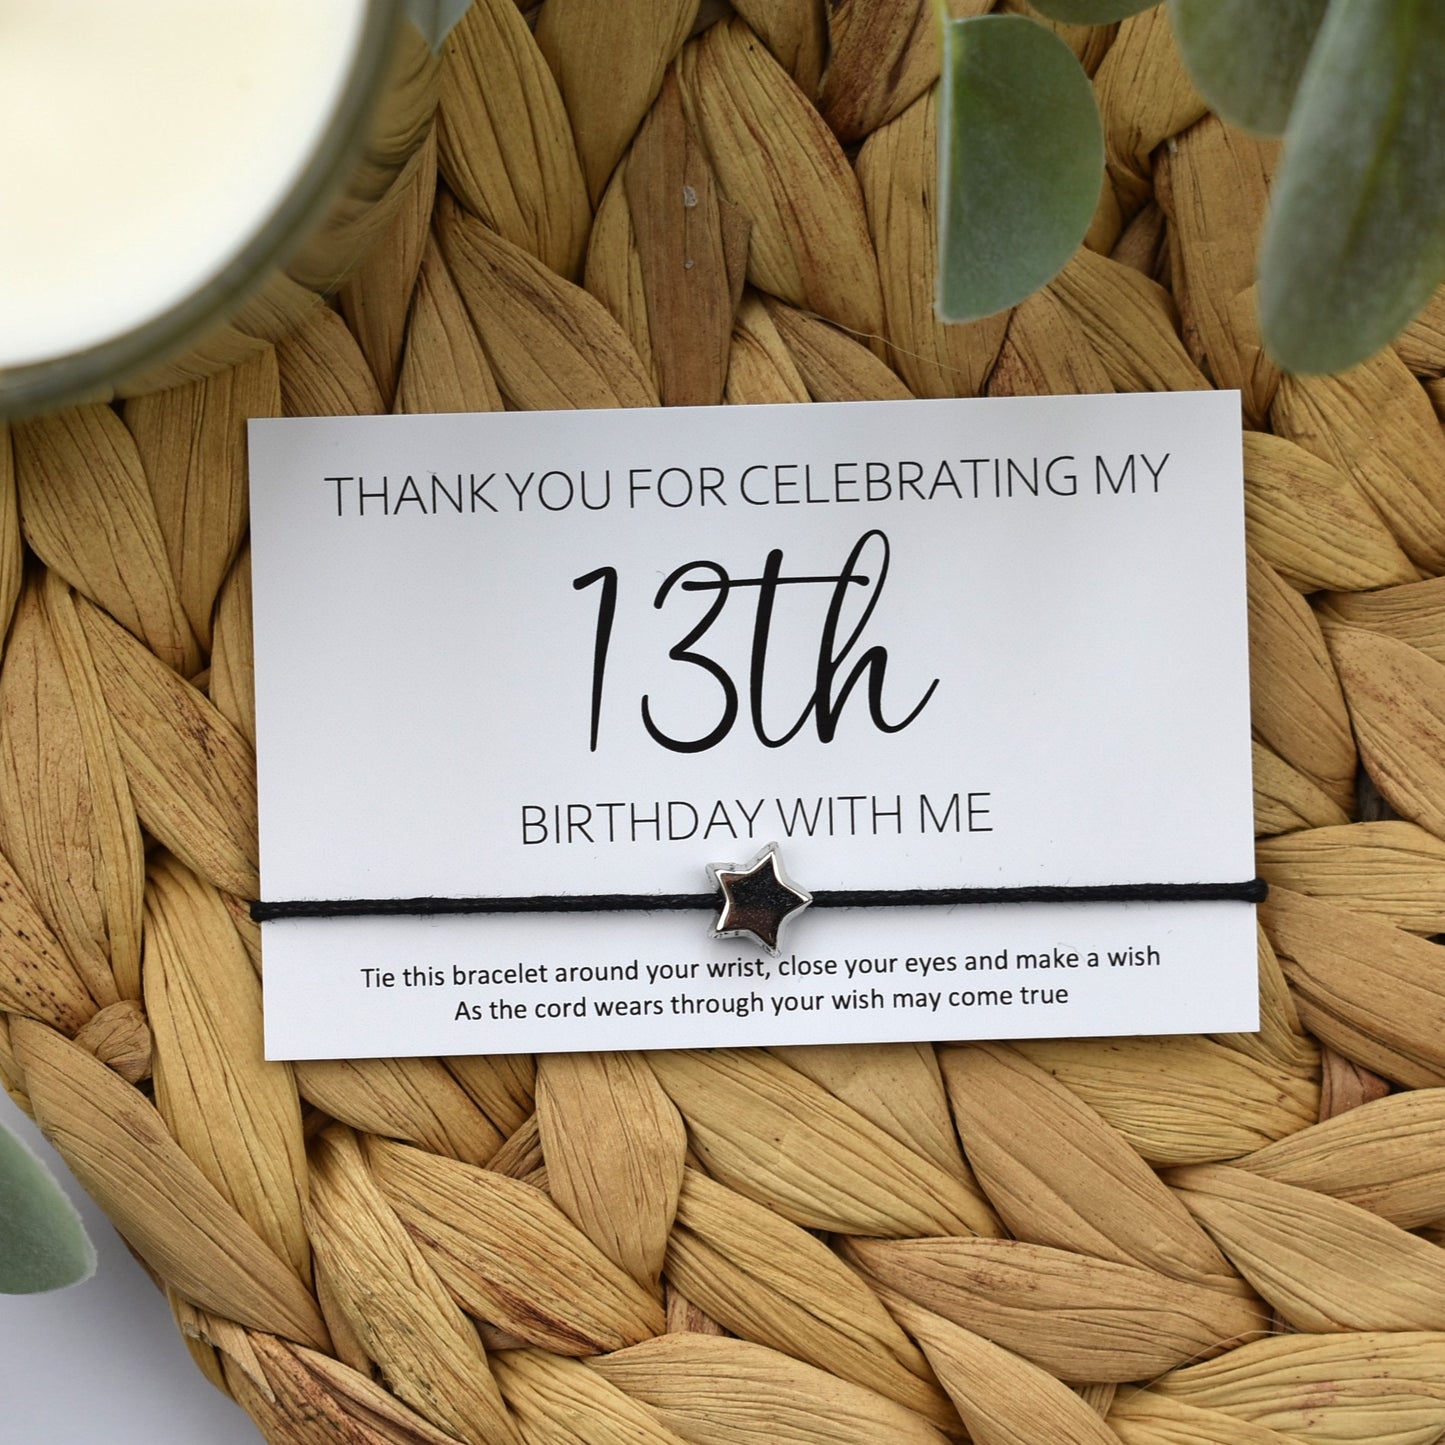 THANK YOU FOR CELEBRATING MY
13th
BIRTHDAY WITH ME
Tie this bracelet around your wrist, close your eyes and make a wish
As the cord wears through your wish may come true